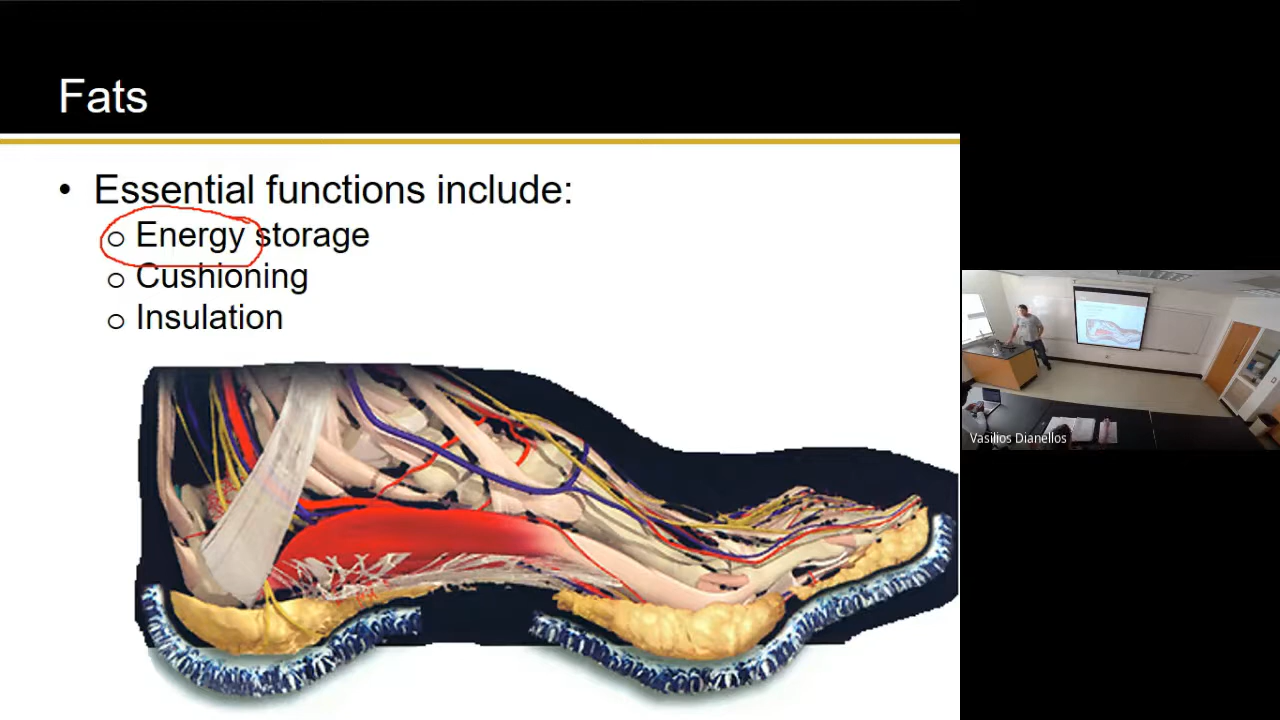 Fats
• Essential functions include:
o Energy storage
o Cushioning
o Insulation
Vasilios Dianellos